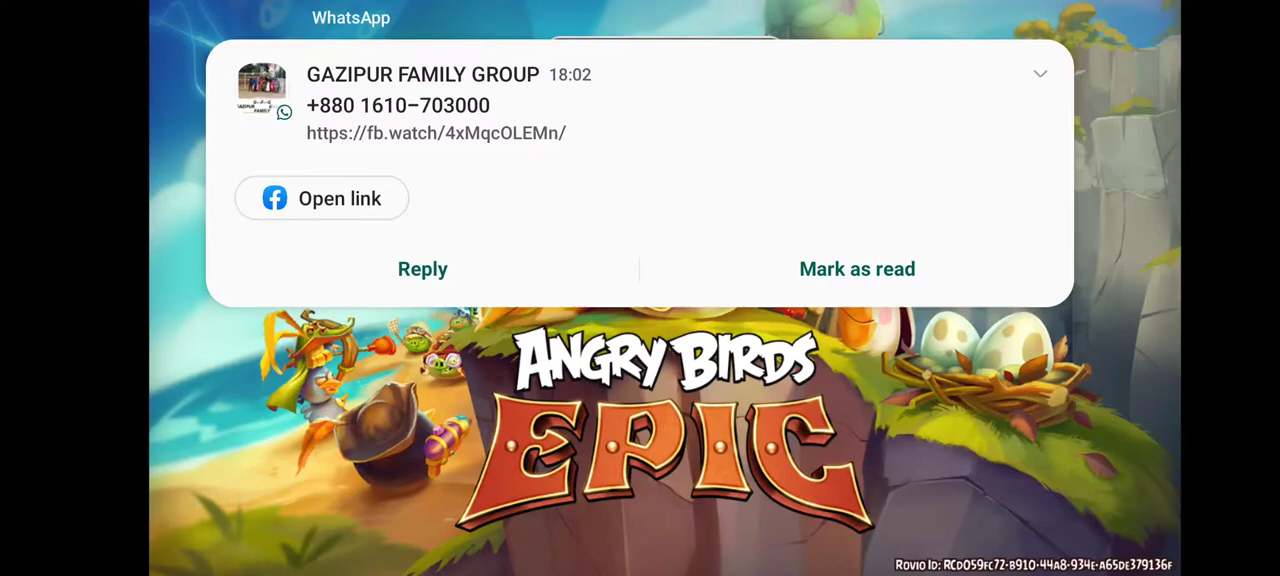 WhatsApp
GAZIPUR FAMILY GROUP 18:02
+880 1610-703000
https://fb.watch/4xMqcOLEMn/
Open link
Reply
Mark as read
ANGRY BIRDS
EPIC
ROVIO ID: RCD059FC72-B910-44A8-934E-A65DE379136F